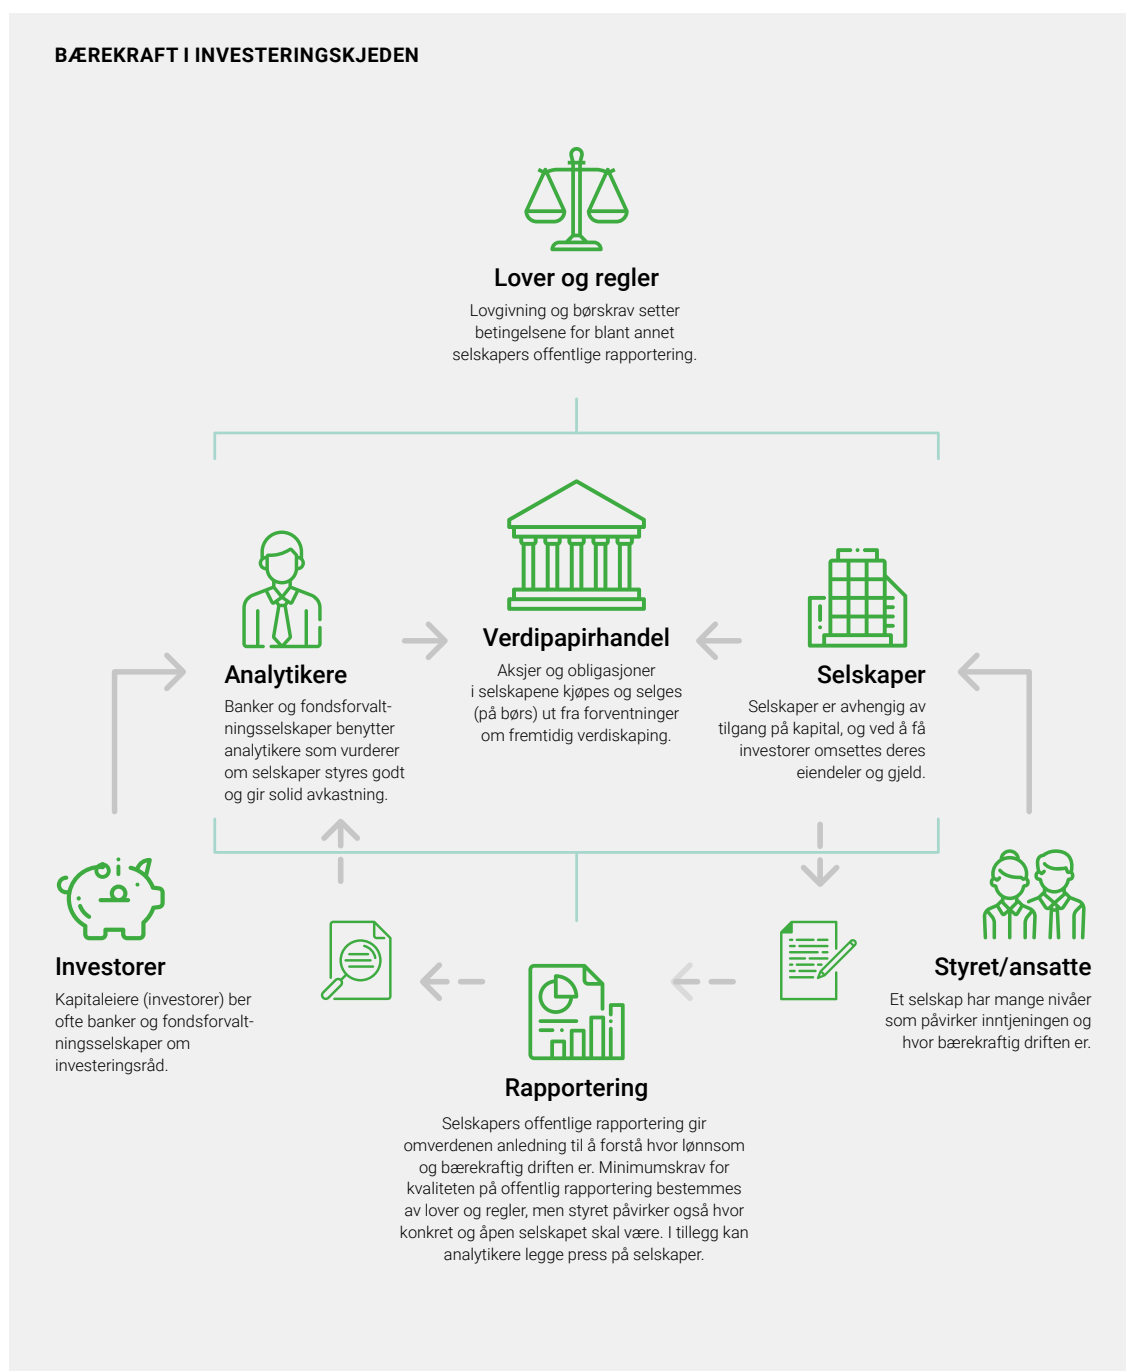 BÆREKRAFT I INVESTERINGSKJEDEN
Lover og regler
Lovgivning og børskrav setter
betingelsene for blant annet
selskapers offentlige rapportering.
Verdipapirhandel
Aksjer og obligasjoner
i selskapene kjøpes og selges
(på børs) ut fra forventninger
om fremtidig verdiskaping.
Analytikere
Banker og fondsforvalt-
ningsselskaper benytter
analytikere som vurderer
om selskaper styres godt
og gir solid avkastning.
Selskaper
Selskaper er avhengig av
tilgang på kapital, og ved å få
investorer omsettes deres
eiendeler og gjeld.
Investorer
Kapitaleiere (investorer) ber
ofte banker og fondsforvalt-
ningsselskaper om
investeringsråd.
Styret/ansatte
Et selskap har mange nivåer
som påvirker inntjeningen og
hvor bærekraftig driften er.
Rapportering
Selskapers offentlige rapportering gir
omverdenen anledning til å forstå hvor lønnsom
og bærekraftig driften er. Minimumskrav for
kvaliteten på offentlig rapportering bestemmes
av lover og regler, men styret påvirker også hvor
konkret og åpen selskapet skal være. I tillegg kan
analytikere legge press på selskaper.